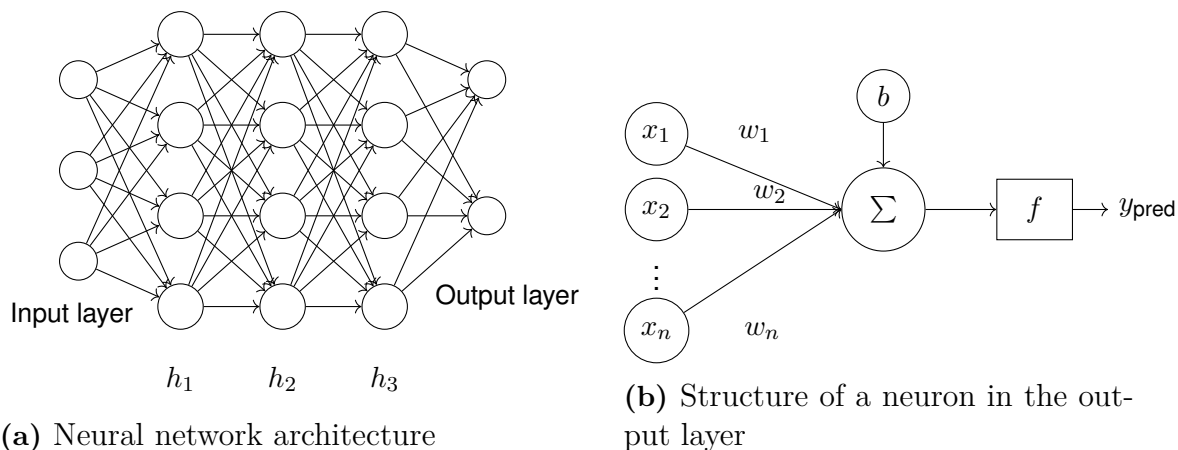 Input layer
Output layer
h₁ h₂ h₃
(a) Neural network architecture
b
x₁ w₁
x₂ w₂
∑ f y_pred
⋮
xₙ wₙ
(b) Structure of a neuron in the out-
put layer